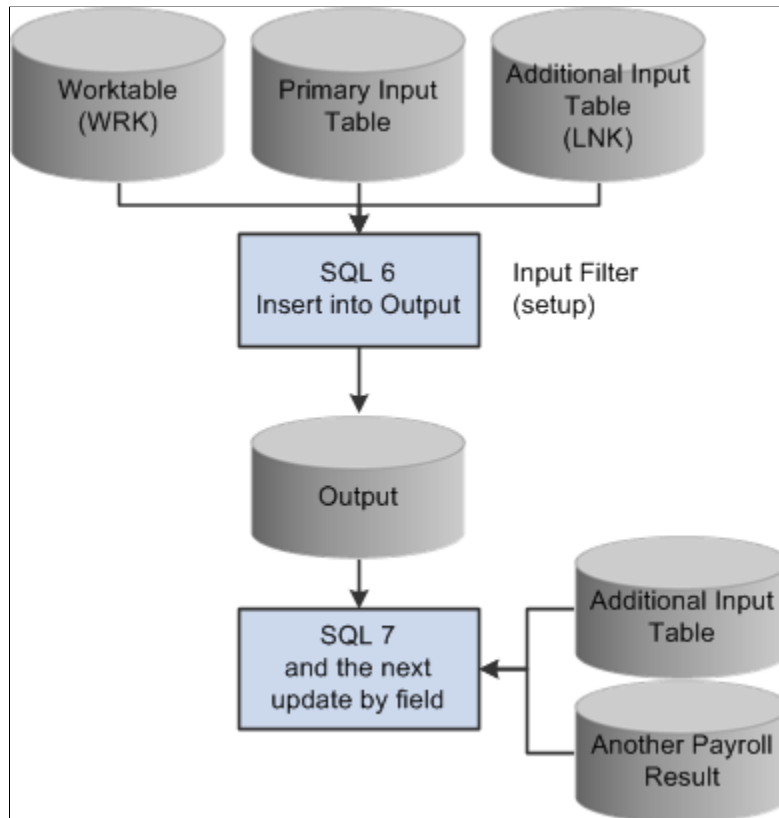 Worktable
(WRK)
Primary Input
Table
Additional Input
Table
(LNK)
SQL 6
Insert into Output
Input Filter
(setup)
Output
SQL 7
and the next
update by field
Additional Input
Table
Another Payroll
Result